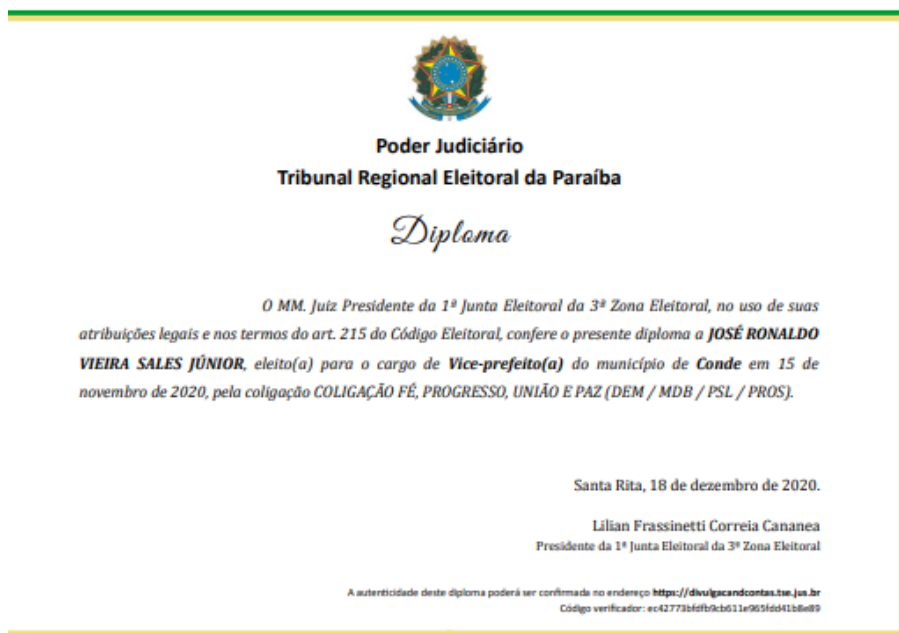 Poder Judiciário
Tribunal Regional Eleitoral da Paraíba
Diploma
O MM. Juiz Presidente da 1ª Junta Eleitoral da 3ª Zona Eleitoral, no uso de suas
atribuições legais e nos termos do art. 215 do Código Eleitoral, confere o presente diploma a JOSÉ RONALDO
VIEIRA SALES JÚNIOR, eleito(a) para o cargo de Vice-prefeito(a) do município de Conde em 15 de
novembro de 2020, pela coligação COLIGAÇÃO FÉ, PROGRESSO, UNIÃO E PAZ (DEM / MDB / PSL / PROS).
Santa Rita, 18 de dezembro de 2020.
Lilian Frassinetti Correia Cananea
Presidente da 1ª Junta Eleitoral da 3ª Zona Eleitoral
A autenticidade deste diploma poderá ser confirmada no endereço https://divulgacandcontas.tse.jus.br
Código verificador: